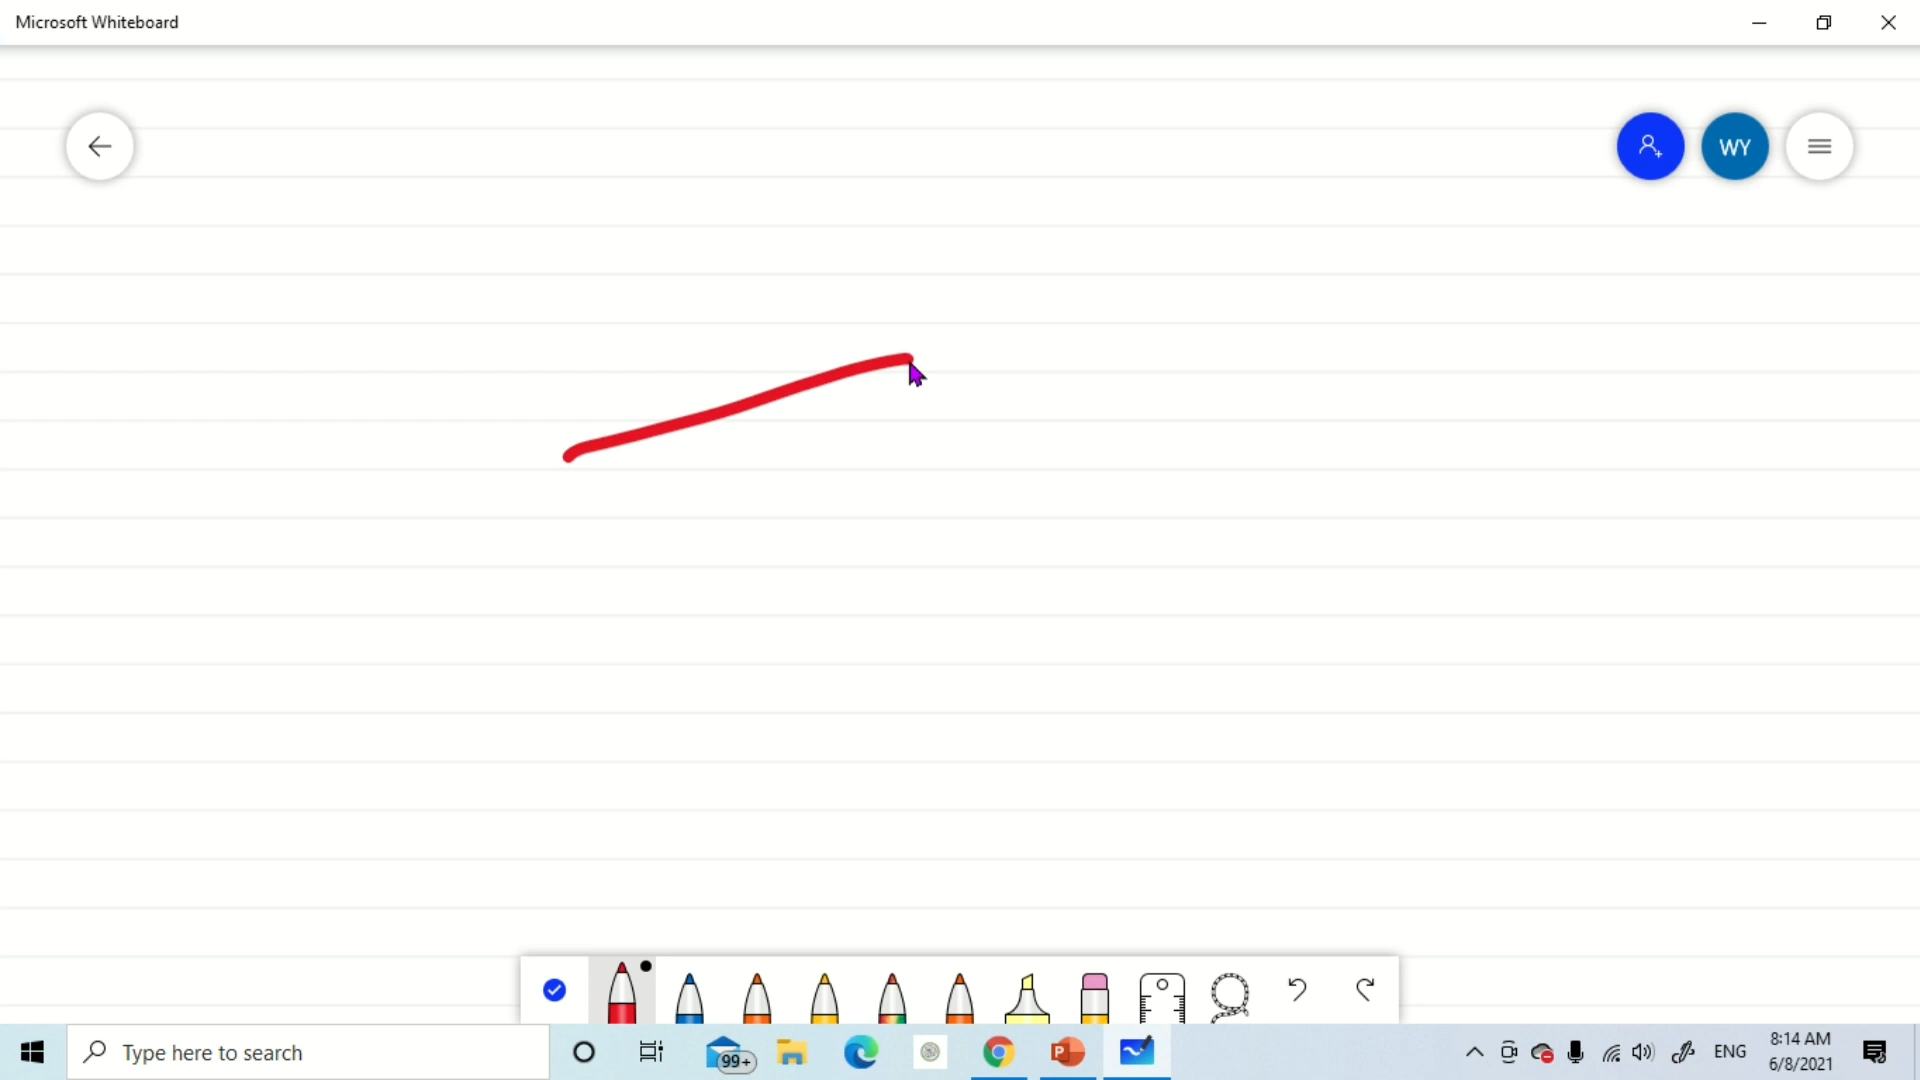 Microsoft Whiteboard
WY
Type here to search
99+
ENG
8:14 AM
6/8/2021